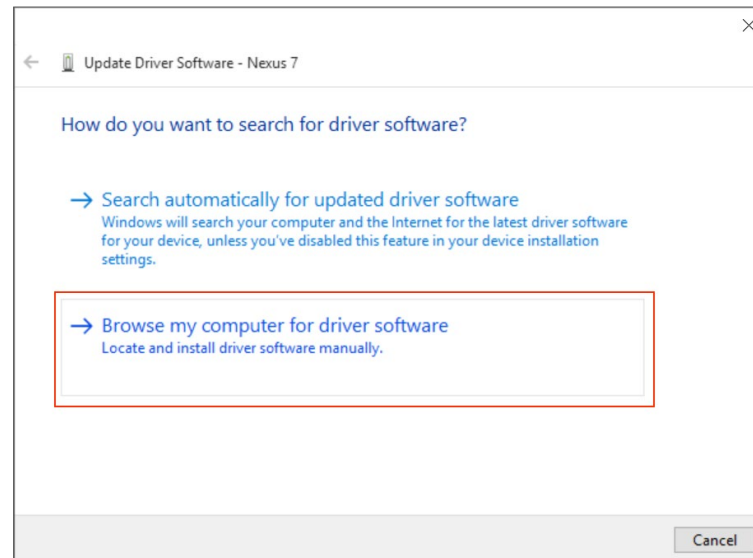 Update Driver Software - Nexus 7
How do you want to search for driver software?
Search automatically for updated driver software
Windows will search your computer and the Internet for the latest driver software
for your device, unless you've disabled this feature in your device installation
settings.
Browse my computer for driver software
Locate and install driver software manually.
Cancel